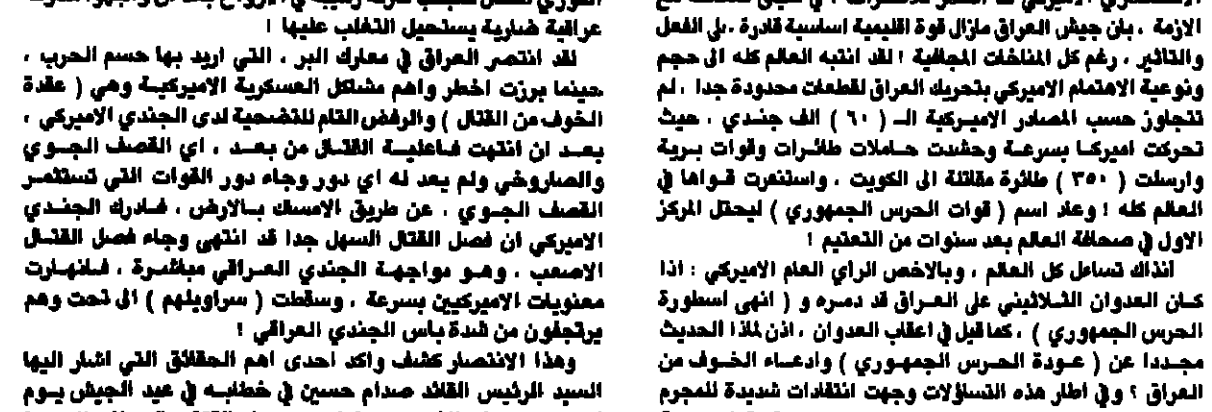 الازمة ، بان جيش العراق مازال قوة اقليمية اساسية قادرة ، على الفعل
والتاثير ، رغم كل المناخات المجافية ! لقد انتبه العالم كله الى حجم
ونوعية الاهتمام الاميركي بتحريك العراق لقطعات محدودة جدا ، لم
تتجاوز حسب المصادر الاميركية الـ ( ٦٠ ) الف جندي . حيث
تحركت اميركا بسرعة وحشدت حاملات طائرات وقوات برية
وارسلت ( ٣٥٠ ) طائرة مقاتلة الى الكويت ، واستنفرت قواها في
العالم كله ! وعاد اسم ( قوات الحرس الجمهوري ) ليحتل المركز
الاول في صحافة العالم بعد سنوات من التعتيم !
آنذاك تساءل كل العالم ، وبالاخص الراي العام الاميركي : اذا
كان العدوان الثلاثيني على العراق قد دمره و ( انهى اسطورة
الحرس الجمهوري ) ، كما قيل في اعقاب العدوان ، اذن لماذا الحديث
مجددا عن ( عودة الحرس الجمهوري ) وادعاء الخوف من
العراق ؟ وفي اطار هذه التساؤلات وجهت انتقادات شديدة للمجرم
عراقية ضارية يستحيل التغلب عليها !
لقد انتصر العراق في معارك البر ، التي اريد بها حسم الحرب ،
حينما برزت اخطر واهم مشاكل العسكرية الاميركية وهي ( عقدة
الخوف من القتال ) والرفض التام للتضحية لدى الجندي الاميركي ،
بعد ان انتهت فاعلية القتال من بعد ، اي القصف الجوي
والصاروخي ولم يعد له اي دور وجاء دور القوات التي تستثمر
القصف الجوي ، عن طريق الامساك بالارض ، فادرك الجندي
الاميركي ان فصل القتال السهل جدا قد انتهى وجاء فصل القتال
الاصعب ، وهو مواجهة الجندي العراقي مباشرة ، فانهارت
معنويات الاميركيين بسرعة ، وسقطت ( سراويلهم ) الى تحت وهم
يرتجفون من شدة باس الجندي العراقي !
وهذا الانتصار كشف واكد احدى اهم الحقائق التي اشار اليها
السيد الرئيس القائد صدام حسين في خطابه في عيد الجيش يوم